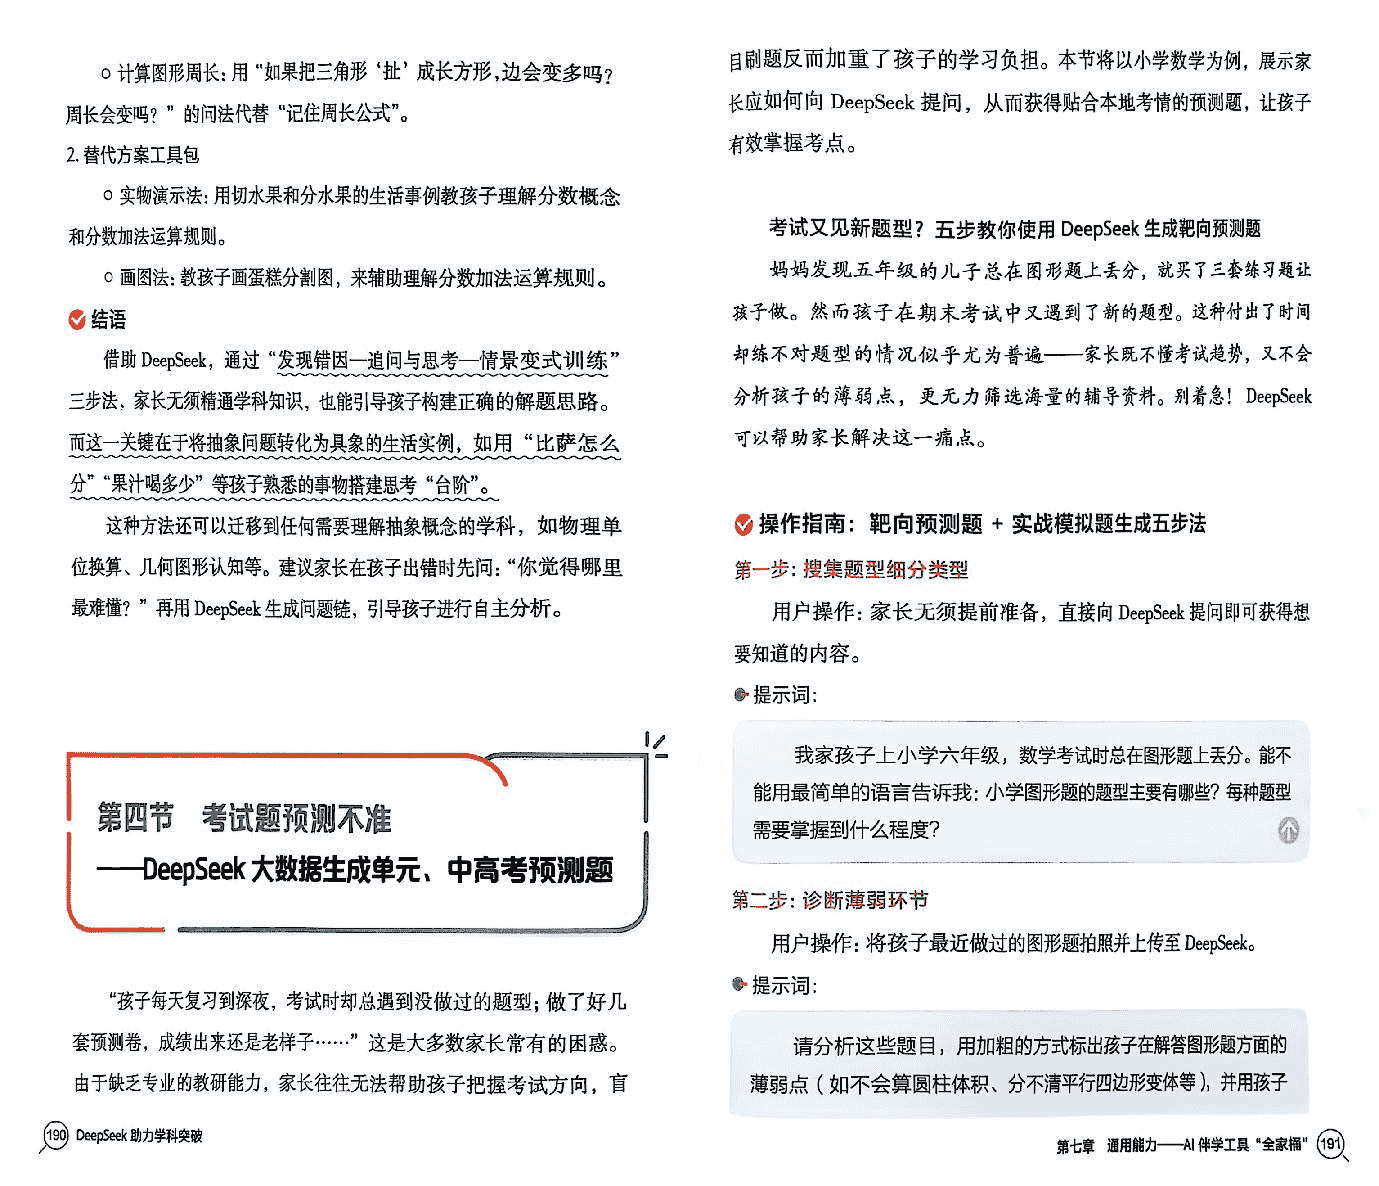 ○ 计算图形周长：用“如果把三角形‘扯’成长方形，边会变多吗？
周长会变吗？”的问法代替“记住周长公式”。
2. 替代方案工具包
○ 实物演示法：用切水果和分水果的生活事例教孩子理解分数概念
和分数加法运算规则。
○ 画图法：教孩子画蛋糕分割图，来辅助理解分数加法运算规则。
结语
借助 DeepSeek，通过“发现错因—追问与思考—情景变式训练”
三步法，家长无须精通学科知识，也能引导孩子构建正确的解题思路。
而这一关键在于将抽象问题转化为具象的生活实例，如用“比萨怎么
分”“果汁喝多少”等孩子熟悉的事物搭建思考“台阶”。
这种方法还可以迁移到任何需要理解抽象概念的学科，如物理单
位换算、几何图形认知等。建议家长在孩子出错时先问：“你觉得哪里
最难懂？”再用 DeepSeek 生成问题链，引导孩子进行自主分析。
第四节 考试题预测不准
——DeepSeek 大数据生成单元、中高考预测题
“孩子每天复习到深夜，考试时却总遇到没做过的题型；做了好几
套预测卷，成绩出来还是老样子……”这是大多数家长常有的困惑。
由于缺乏专业的教研能力，家长往往无法帮助孩子把握考试方向，盲
190 DeepSeek 助力学科突破
目刷题反而加重了孩子的学习负担。本节将以小学数学为例，展示家
长应如何向 DeepSeek 提问，从而获得贴合本地考情的预测题，让孩子
有效掌握考点。
考试又见新题型？五步教你使用 DeepSeek 生成靶向预测题
妈妈发现五年级的儿子总在图形题上丢分，就买了三套练习题让
孩子做。然而孩子在期末考试中又遇到了新的题型。这种付出了时间
却练不对题型的情况似乎尤为普遍——家长既不懂考试趋势，又不会
分析孩子的薄弱点，更无力筛选海量的辅导资料。别着急！DeepSeek
可以帮助家长解决这一痛点。
操作指南：靶向预测题 + 实战模拟题生成五步法
第一步：搜集题型细分类型
用户操作：家长无须提前准备，直接向 DeepSeek 提问即可获得想
要知道的内容。
提示词：
我家孩子上小学六年级，数学考试时总在图形题上丢分。能不
能用最简单的语言告诉我：小学图形题的题型主要有哪些？每种题型
需要掌握到什么程度？
第二步：诊断薄弱环节
用户操作：将孩子最近做过的图形题拍照并上传至 DeepSeek。
提示词：
请分析这些题目，用加粗的方式标出孩子在解答图形题方面的
薄弱点（如不会算圆柱体积、分不清平行四边形变体等），并用孩子
第七章 通用能力——AI 伴学工具“全家桶” 191